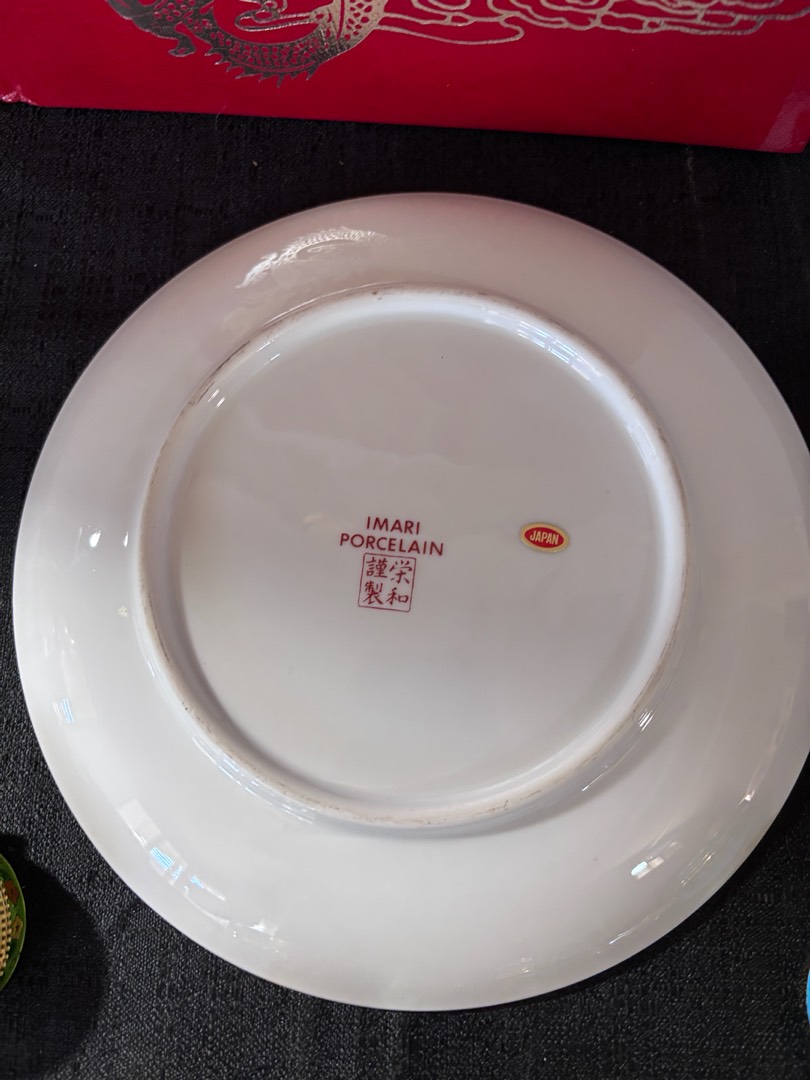 IMARI
PORCELAIN
栄和
謹製
JAPAN